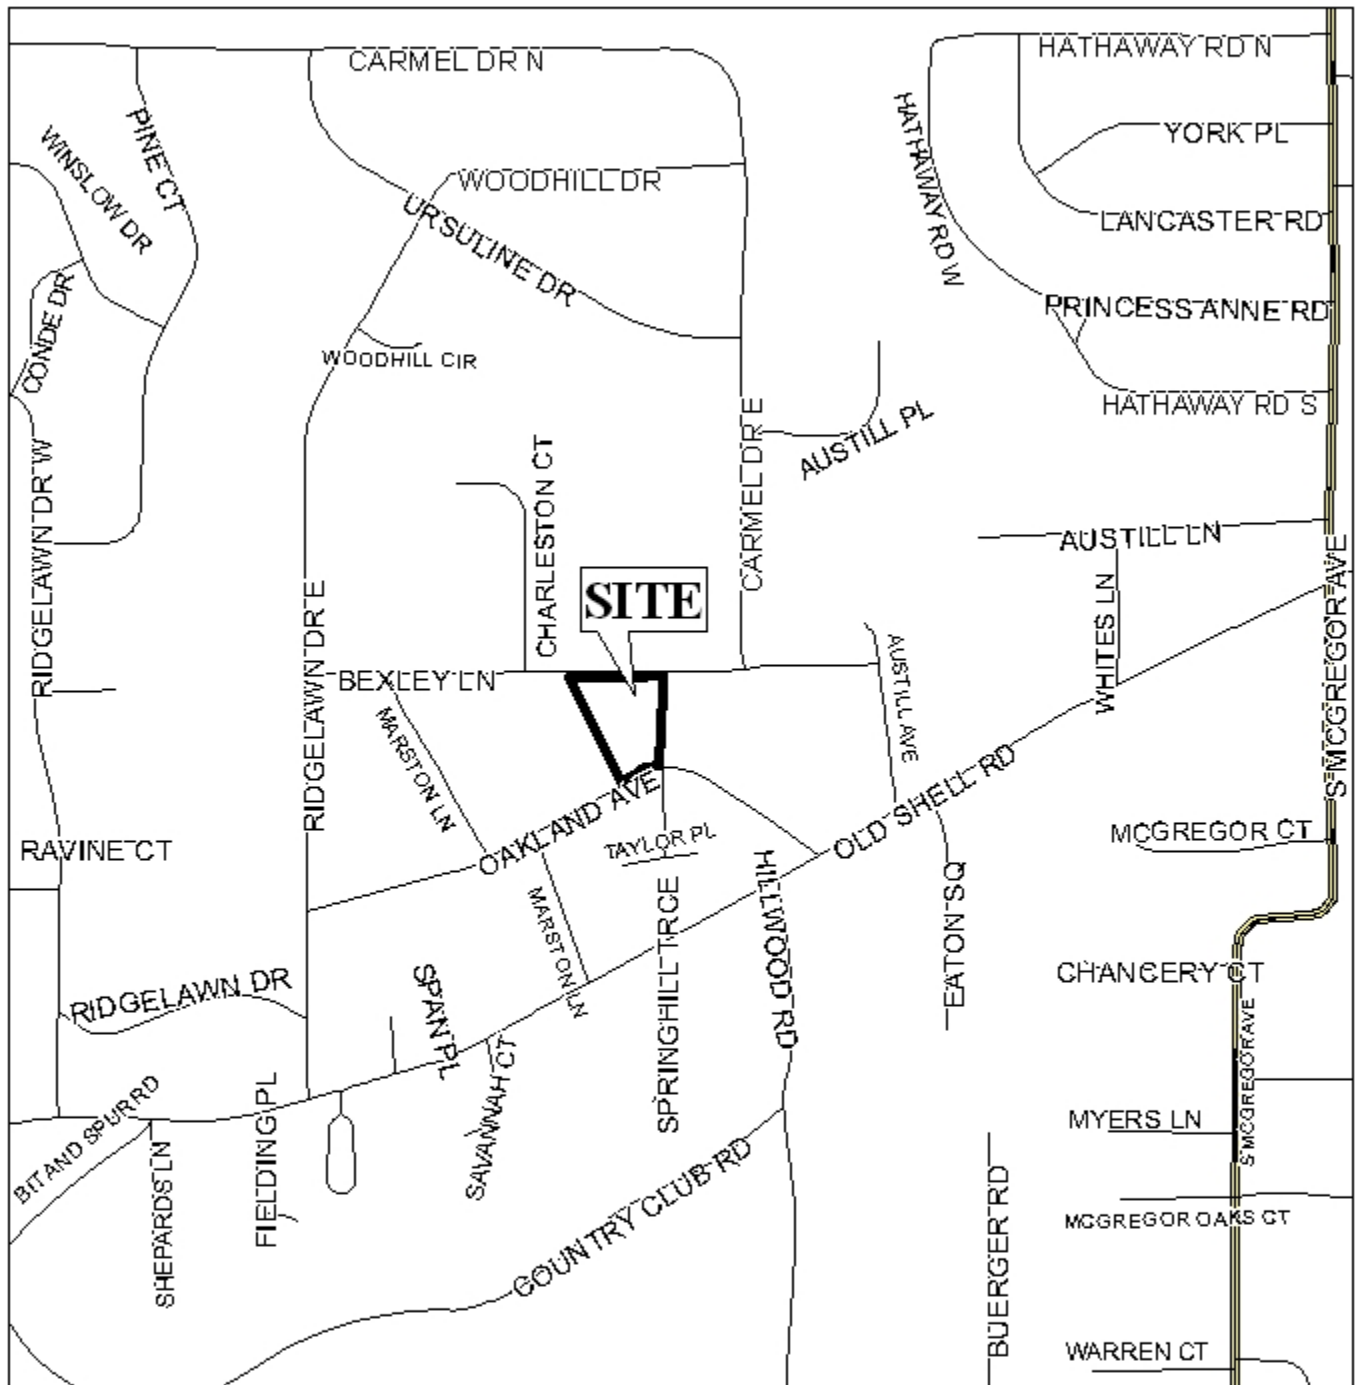 CARMEL DR N
HATHAWAY RD N
PINE CT
WINSLOW DR
HATHAWAY RD W
YORK PL
WOODHILL DR
URSULINE DR
LANCASTER RD
CONDE DR
PRINCESS ANNE RD
WOODHILL CIR
HATHAWAY RD S
AUSTILL PL
CARMEL DR E
CHARLESTON CT
RIDGELAWN DR W
AUSTILL LN
WHITES LN
S MCGREGOR AVE
SITE
RIDGELAWN DR E
BEXLEY LN
AUSTILL AVE
MARSTON LN
OLD SHELL RD
OAKLAND AVE
TAYLOR PL
MCGREGOR CT
RAVINE CT
HILLWOOD RD
EATON SQ
MARSTON LN
SPRINGHILL TRCE
CHANCERY CT
RIDGELAWN DR
SPAN PL
S MCGREGOR AVE
SAVANNAH CT
BIT AND SPUR RD
FIELDING PL
SHEPARDS LN
MYERS LN
COUNTRY CLUB RD
BUERGER RD
MCGREGOR OAKS CT
WARREN CT